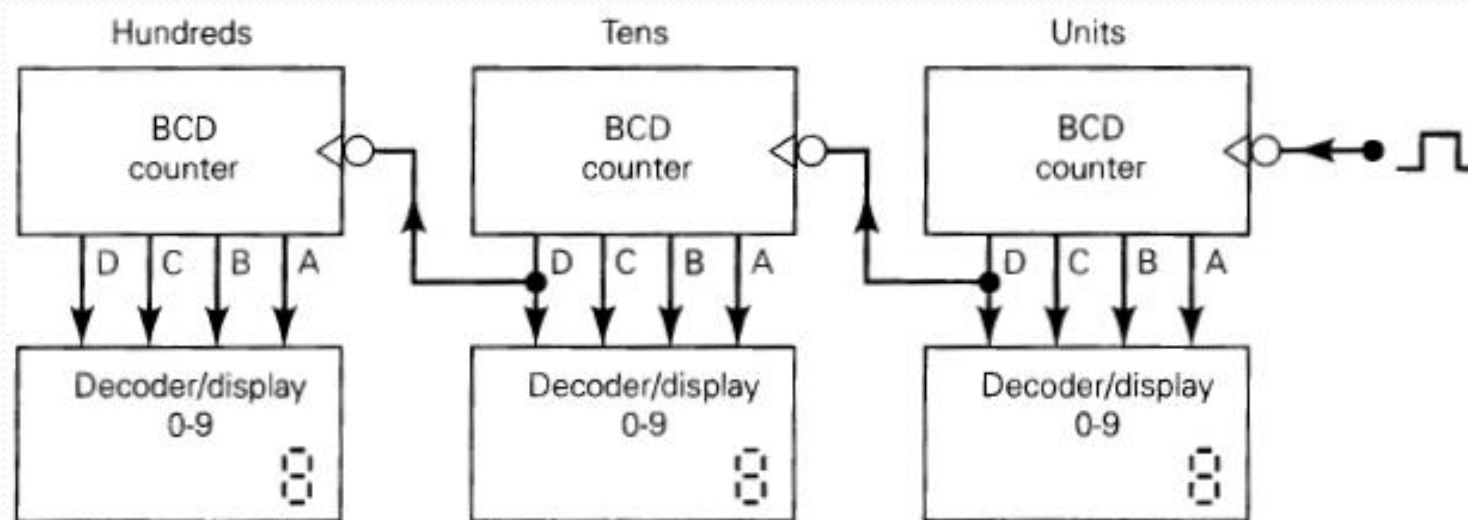 Hundreds Tens Units
BCD counter BCD counter BCD counter
D C B A D C B A D C B A
Decoder/display 0-9 Decoder/display 0-9 Decoder/display 0-9
8 8 8